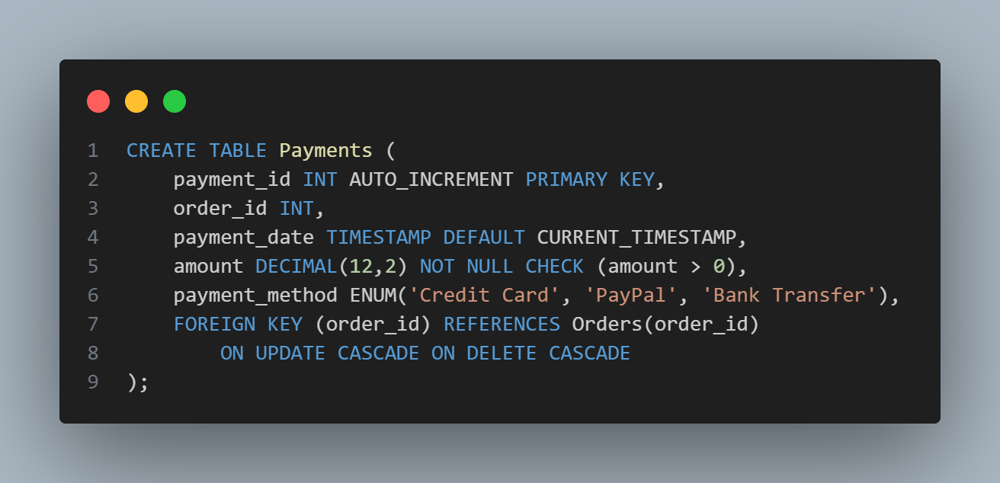 1 CREATE TABLE Payments (
2     payment_id INT AUTO_INCREMENT PRIMARY KEY,
3     order_id INT,
4     payment_date TIMESTAMP DEFAULT CURRENT_TIMESTAMP,
5     amount DECIMAL(12,2) NOT NULL CHECK (amount > 0),
6     payment_method ENUM('Credit Card', 'PayPal', 'Bank Transfer'),
7     FOREIGN KEY (order_id) REFERENCES Orders(order_id)
8         ON UPDATE CASCADE ON DELETE CASCADE
9 );